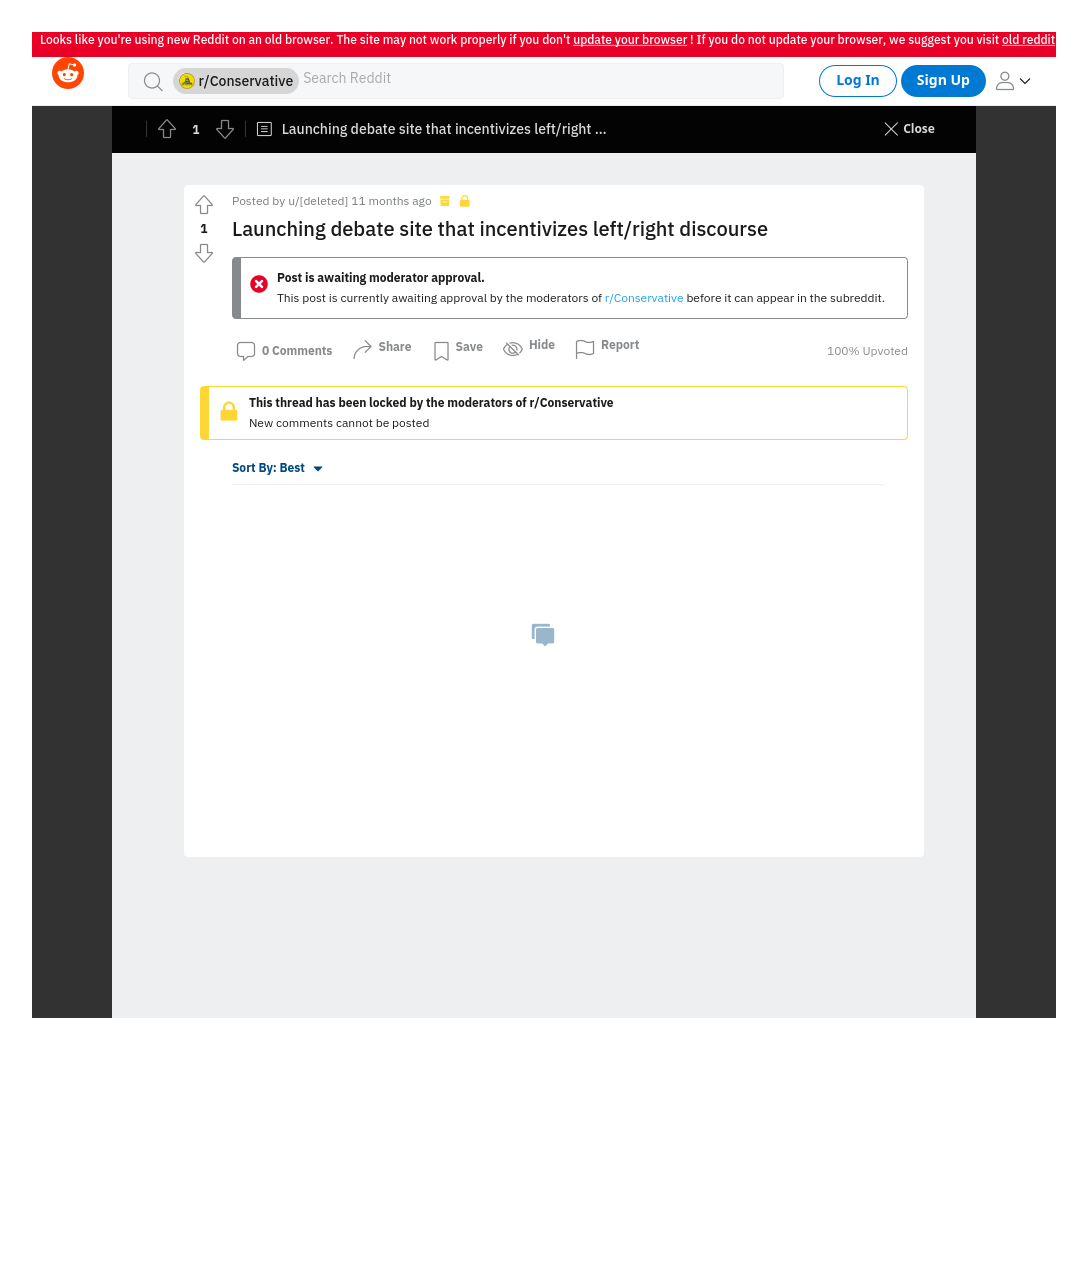 Looks like you're using new Reddit on an old browser. The site may not work properly if you don't update your browser ! If you do not update your browser, we suggest you visit old reddit
r/Conservative Search Reddit Log In Sign Up
1 Launching debate site that incentivizes left/right ... Close
Posted by u/[deleted] 11 months ago
1
Launching debate site that incentivizes left/right discourse
Post is awaiting moderator approval.
This post is currently awaiting approval by the moderators of r/Conservative before it can appear in the subreddit.
0 Comments Share Save Hide Report 100% Upvoted
This thread has been locked by the moderators of r/Conservative
New comments cannot be posted
Sort By: Best